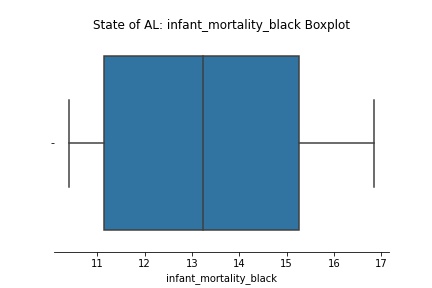 State of AL: infant_mortality_black Boxplot
-
11 12 13 14 15 16 17
infant_mortality_black